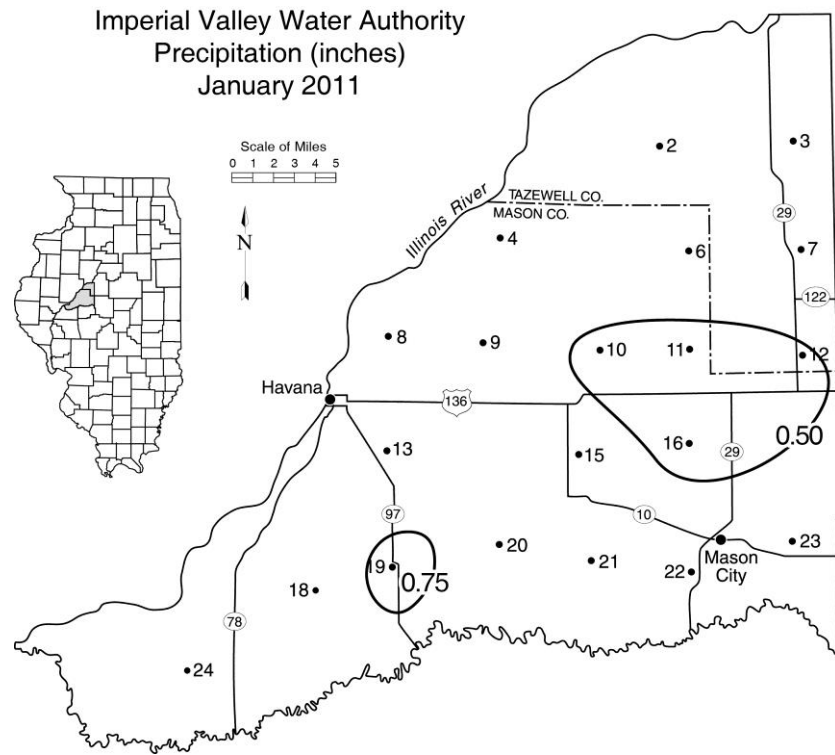 Imperial Valley Water Authority
Precipitation (inches)
January 2011
Scale of Miles
0 1 2 3 4 5
N
Illinois River
TAZEWELL CO.
MASON CO.
2
3
29
4
6
7
122
8
9
10
11
12
Havana
136
13
15
16
29
0.50
97
10
20
21
Mason
City
23
22
19
0.75
18
78
24